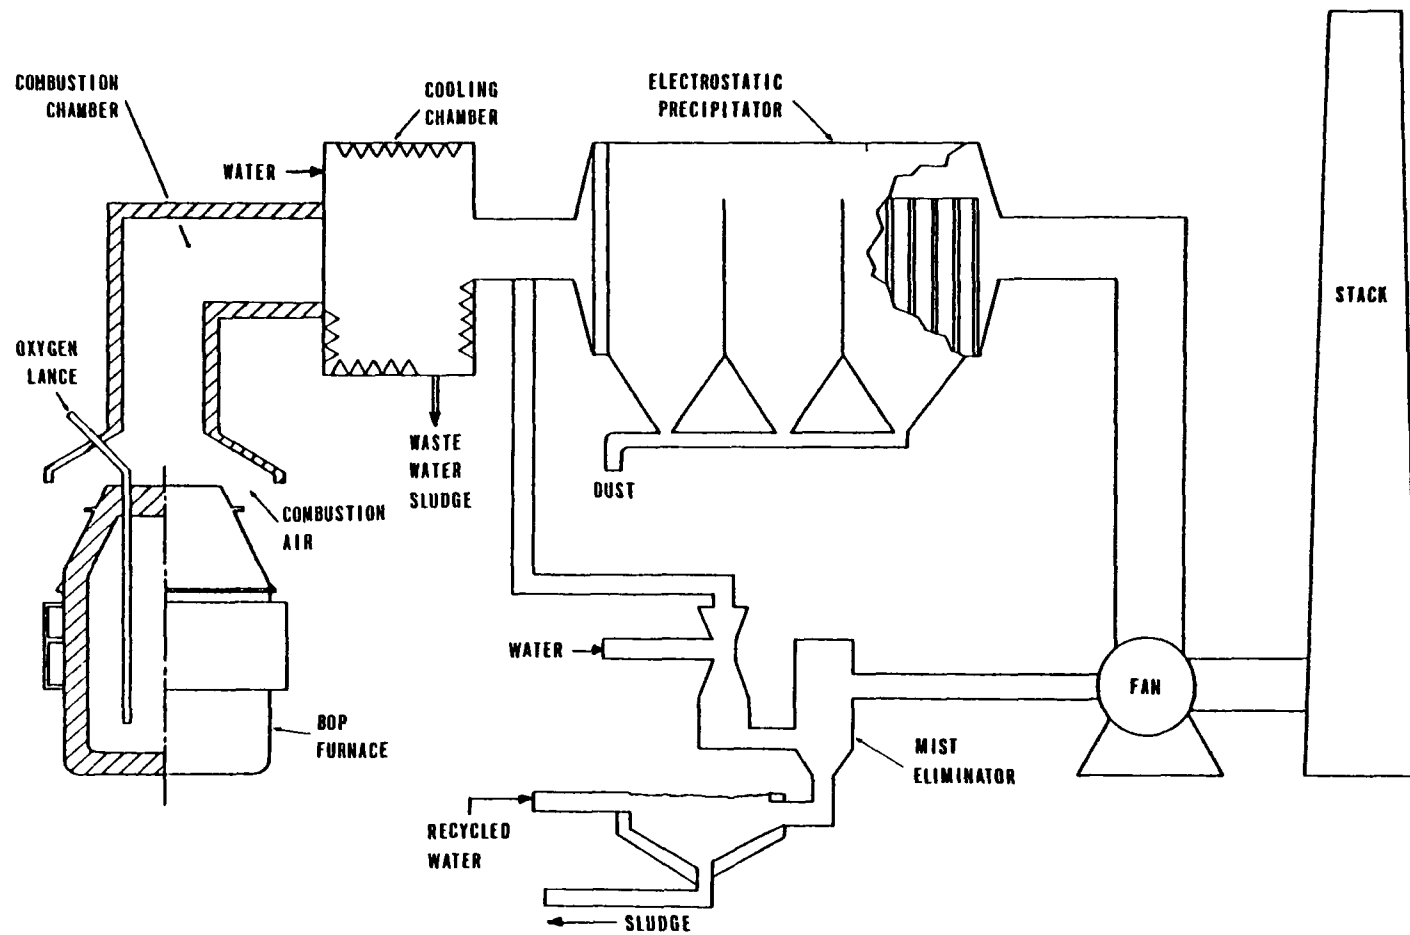 COMBUSTION
CHAMBER
COOLING
CHAMBER
ELECTROSTATIC
PRECIPITATOR
WATER
STACK
OXYGEN
LANCE
WASTE
WATER
SLUDGE
DUST
COMBUSTION
AIR
WATER
FAN
BOP
FURNACE
MIST
ELIMINATOR
RECYCLED
WATER
SLUDGE